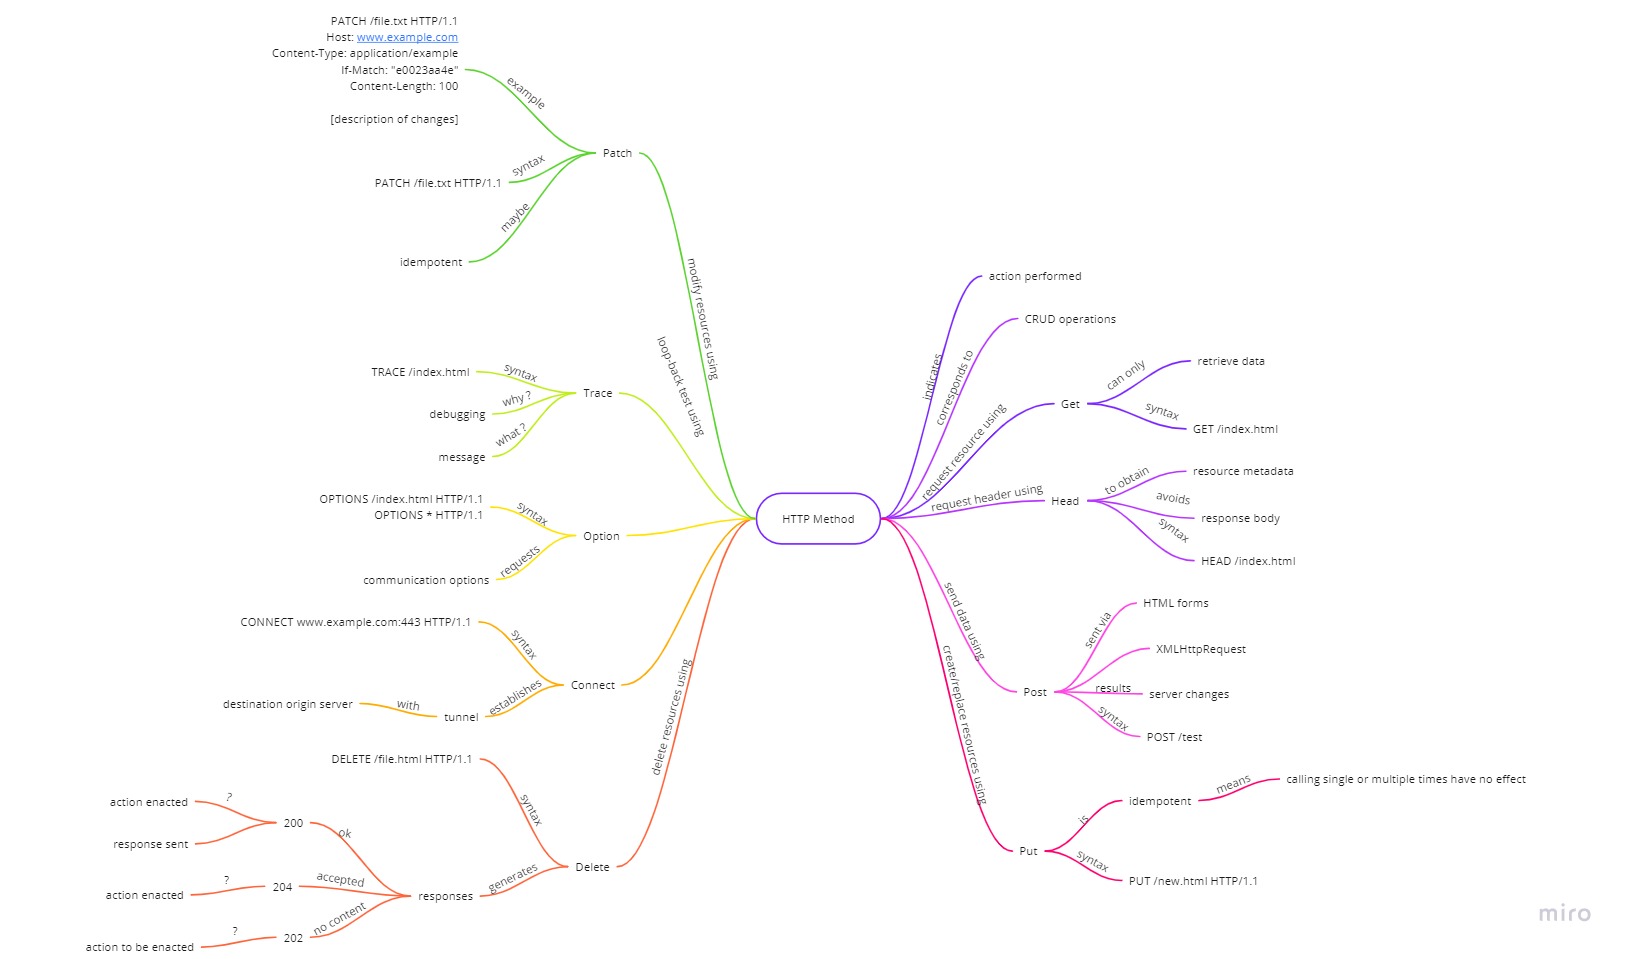 PATCH /file.txt HTTP/1.1
Host: www.example.com
Content-Type: application/example
If-Match: "e0023aa4e"
Content-Length: 100
[description of changes]
example
Patch
syntax
PATCH /file.txt HTTP/1.1
maybe
idempotent
modify resources using
loop-back test using
TRACE /index.html
syntax
Trace
why ?
debugging
what ?
message
OPTIONS /index.html HTTP/1.1
OPTIONS * HTTP/1.1
syntax
Option
requests
communication options
CONNECT www.example.com:443 HTTP/1.1
syntax
Connect
establishes
tunnel
with
destination origin server
delete resources using
DELETE /file.html HTTP/1.1
syntax
Delete
generates
responses
ok
200
?
action enacted
response sent
accepted
204
?
action enacted
no content
202
?
action to be enacted
HTTP Method
indicates
action performed
corresponds to
CRUD operations
request resource using
Get
can only
retrieve data
syntax
GET /index.html
request header using
Head
to obtain
resource metadata
avoids
response body
syntax
HEAD /index.html
send data using
Post
sent via
HTML forms
XMLHttpRequest
results
server changes
syntax
POST /test
create/replace resources using
Put
is
idempotent
means
calling single or multiple times have no effect
syntax
PUT /new.html HTTP/1.1
miro